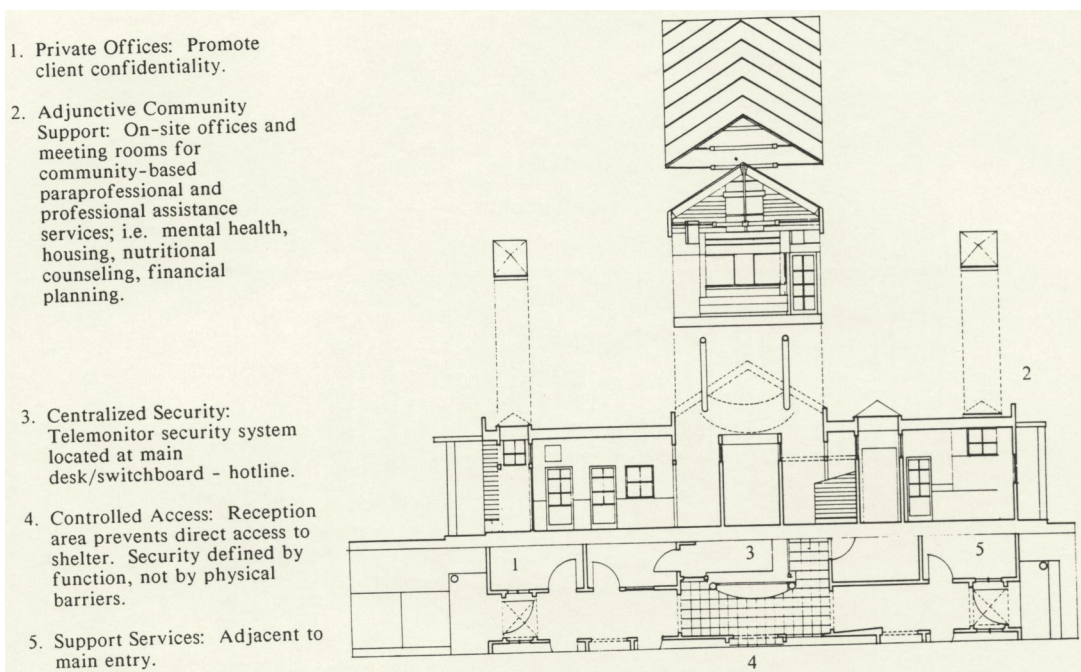 1. Private Offices: Promote
client confidentiality.
2. Adjunctive Community
Support: On-site offices and
meeting rooms for
community-based
paraprofessional and
professional assistance
services; i.e. mental health,
housing, nutritional
counseling, financial
planning.
3. Centralized Security:
Telemonitor security system
located at main
desk/switchboard - hotline.
4. Controlled Access: Reception
area prevents direct access to
shelter. Security defined by
function, not by physical
barriers.
5. Support Services: Adjacent to
main entry.
2
1
3
5
4